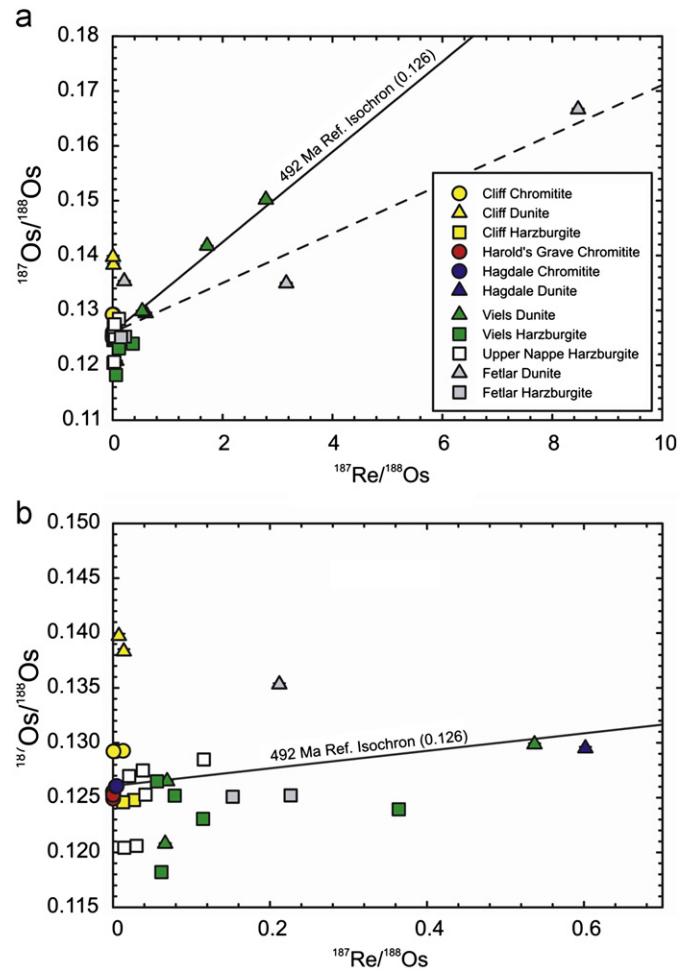 a
0.18
0.17
0.16
0.15
0.14
0.13
0.12
0.11
187Os/188Os
492 Ma Ref. Isochron (0.126)
Cliff Chromitite
Cliff Dunite
Cliff Harzburgite
Harold's Grave Chromitite
Hagdale Chromitite
Hagdale Dunite
Viels Dunite
Viels Harzburgite
Upper Nappe Harzburgite
Fetlar Dunite
Fetlar Harzburgite
0 2 4 6 8 10
187Re/188Os
b
0.150
0.145
0.140
0.135
0.130
0.125
0.120
0.115
187Os/188Os
492 Ma Ref. Isochron (0.126)
0 0.2 0.4 0.6
187Re/188Os